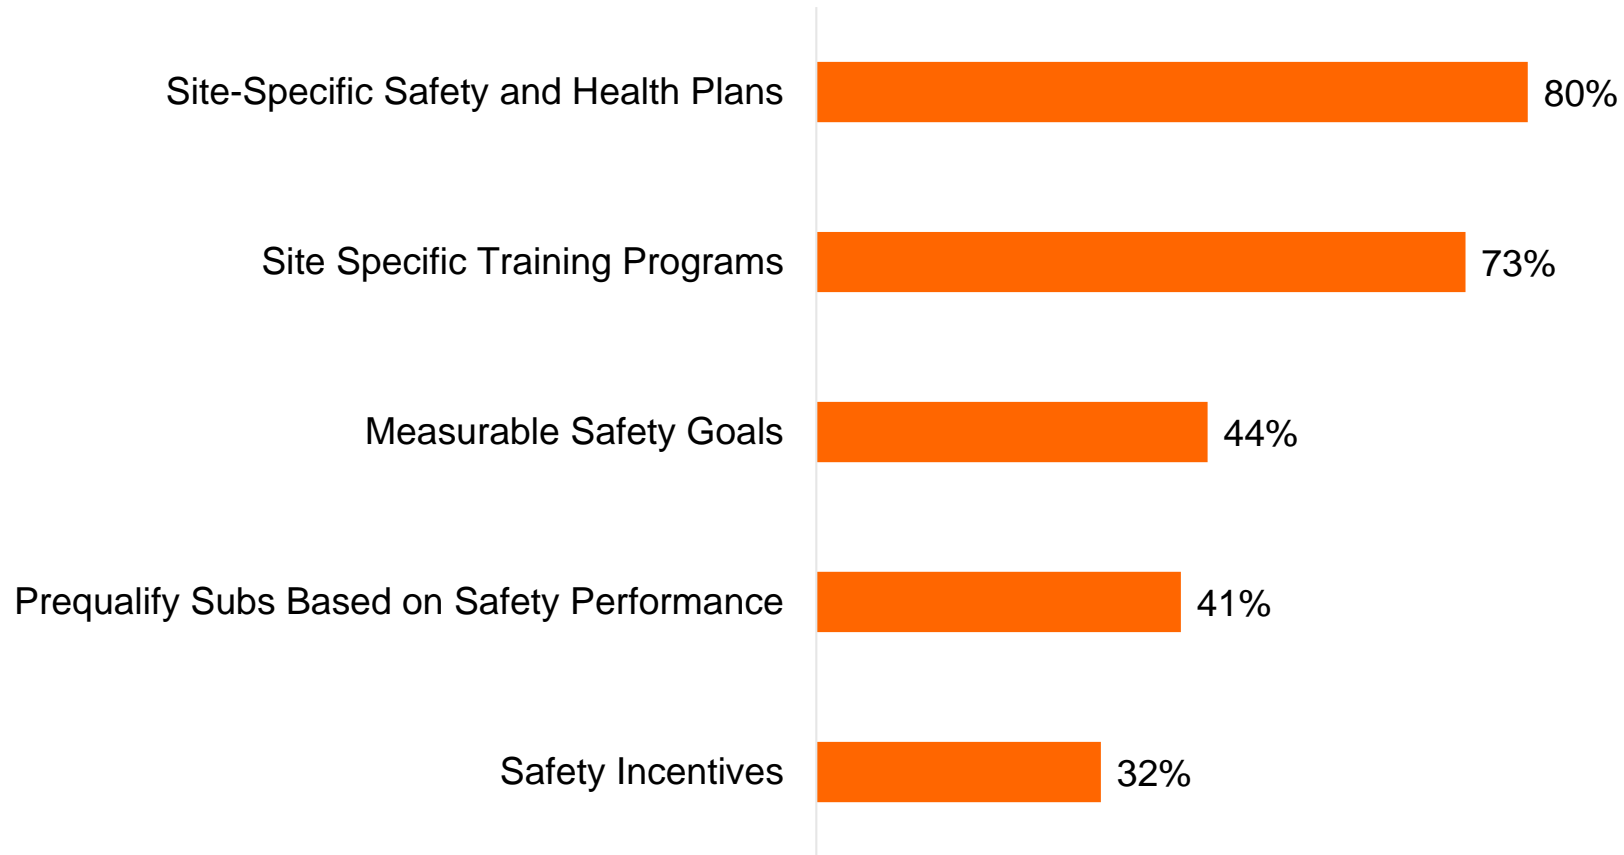 Site-Specific Safety and Health Plans 80%
Site Specific Training Programs 73%
Measurable Safety Goals 44%
Prequalify Subs Based on Safety Performance 41%
Safety Incentives 32%